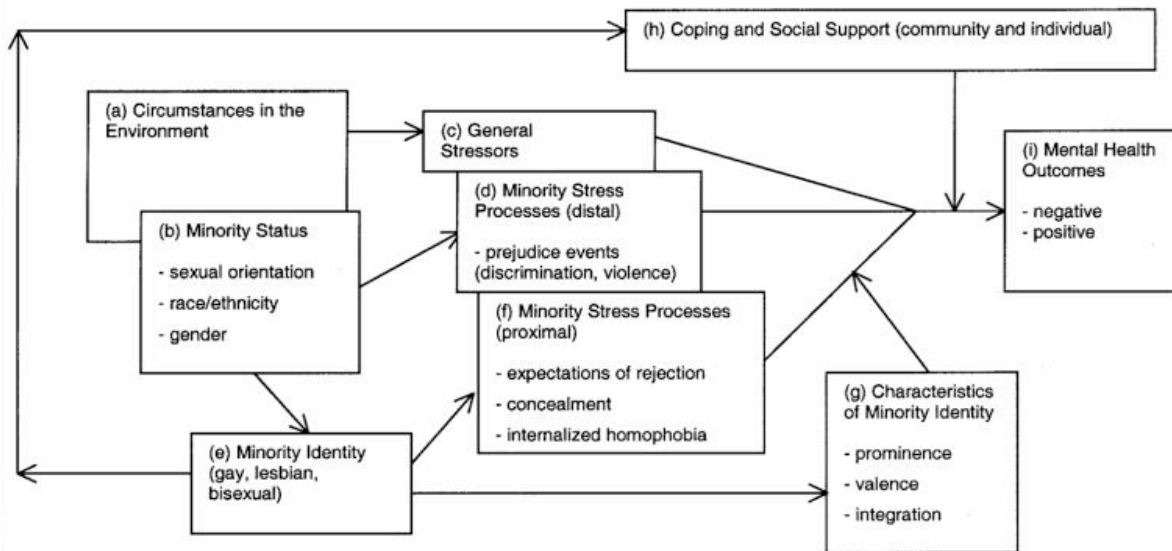 (h) Coping and Social Support (community and individual)
(a) Circumstances in the
Environment
(c) General
Stressors
(i) Mental Health
Outcomes
- negative
- positive
(d) Minority Stress
Processes (distal)
- prejudice events
(discrimination, violence)
(b) Minority Status
- sexual orientation
- race/ethnicity
- gender
(f) Minority Stress Processes
(proximal)
- expectations of rejection
- concealment
- internalized homophobia
(g) Characteristics
of Minority Identity
- prominence
- valence
- integration
(e) Minority Identity
(gay, lesbian,
bisexual)